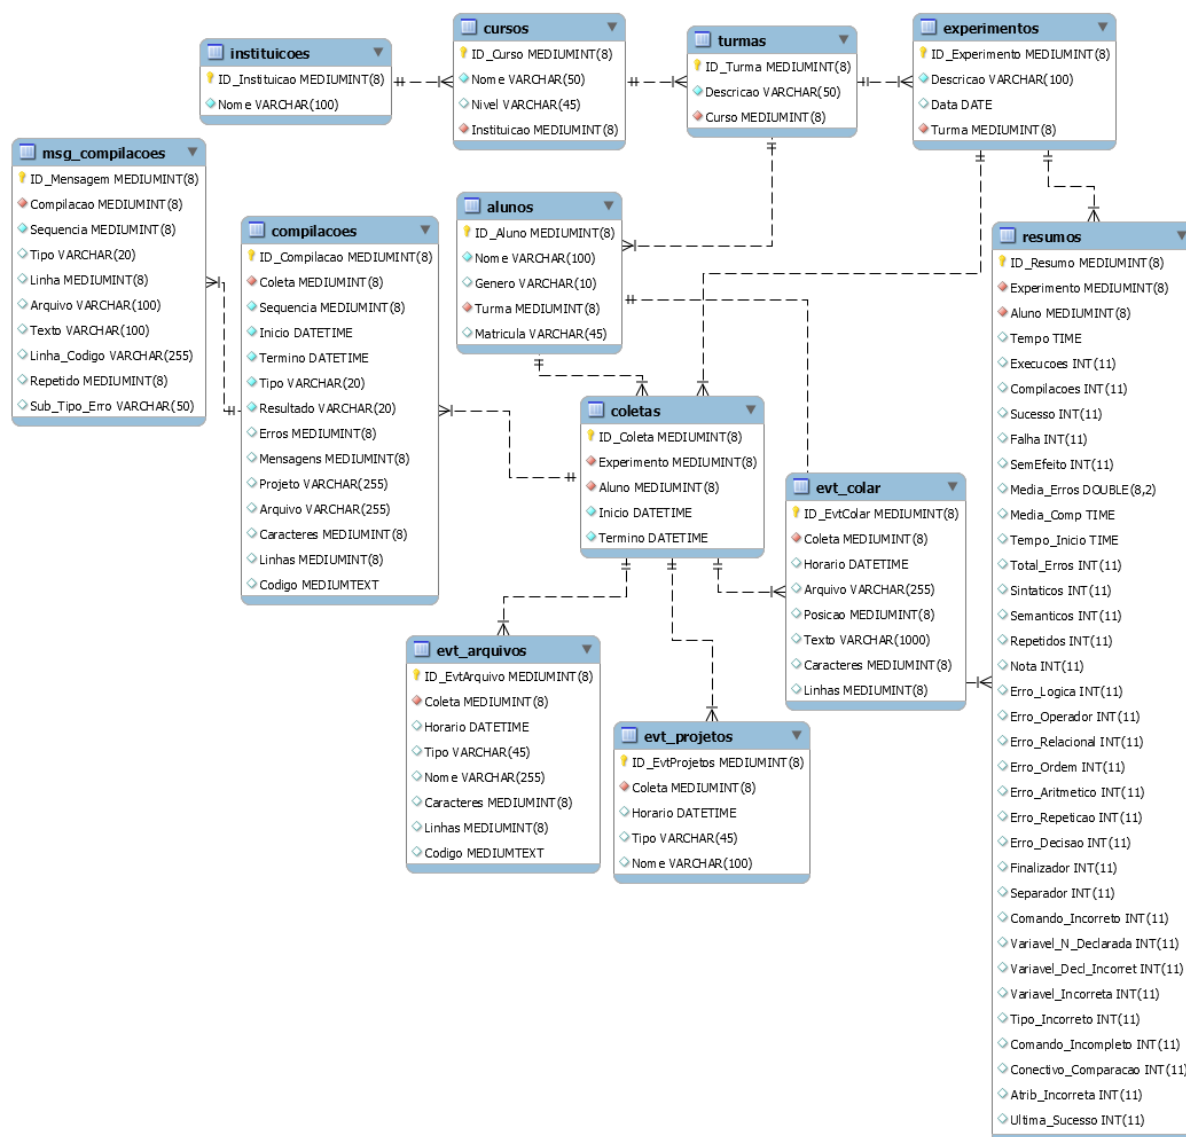 instituicoes
ID_Instituicao MEDIUMINT(8)
Nome VARCHAR(100)
cursos
ID_Curso MEDIUMINT(8)
Nome VARCHAR(50)
Nivel VARCHAR(45)
Instituicao MEDIUMINT(8)
turmas
ID_Turma MEDIUMINT(8)
Descricao VARCHAR(50)
Curso MEDIUMINT(8)
experimentos
ID_Experimento MEDIUMINT(8)
Descricao VARCHAR(100)
Data DATE
Turma MEDIUMINT(8)
msg_compilacoes
ID_Mensagem MEDIUMINT(8)
Compilacao MEDIUMINT(8)
Sequencia MEDIUMINT(8)
Tipo VARCHAR(20)
Linha MEDIUMINT(8)
Arquivo VARCHAR(100)
Texto VARCHAR(100)
Linha_Codigo VARCHAR(255)
Repetido MEDIUMINT(8)
Sub_Tipo_Erro VARCHAR(50)
compilacoes
ID_Compilacao MEDIUMINT(8)
Coleta MEDIUMINT(8)
Sequencia MEDIUMINT(8)
Inicio DATETIME
Termino DATETIME
Tipo VARCHAR(20)
Resultado VARCHAR(20)
Erros MEDIUMINT(8)
Mensagens MEDIUMINT(8)
Projeto VARCHAR(255)
Arquivo VARCHAR(255)
Caracteres MEDIUMINT(8)
Linhas MEDIUMINT(8)
Codigo MEDIUMTEXT
alunos
ID_Aluno MEDIUMINT(8)
Nome VARCHAR(100)
Genero VARCHAR(10)
Turma MEDIUMINT(8)
Matricula VARCHAR(45)
coletas
ID_Coleta MEDIUMINT(8)
Experimento MEDIUMINT(8)
Aluno MEDIUMINT(8)
Inicio DATETIME
Termino DATETIME
evt_colar
ID_EvtColar MEDIUMINT(8)
Coleta MEDIUMINT(8)
Horario DATETIME
Arquivo VARCHAR(255)
Posicao MEDIUMINT(8)
Texto VARCHAR(1000)
Caracteres MEDIUMINT(8)
Linhas MEDIUMINT(8)
evt_arquivos
ID_EvtArquivo MEDIUMINT(8)
Coleta MEDIUMINT(8)
Horario DATETIME
Tipo VARCHAR(45)
Nome VARCHAR(255)
Caracteres MEDIUMINT(8)
Linhas MEDIUMINT(8)
Codigo MEDIUMTEXT
evt_projetos
ID_EvtProjetos MEDIUMINT(8)
Coleta MEDIUMINT(8)
Horario DATETIME
Tipo VARCHAR(45)
Nome VARCHAR(100)
resumos
ID_Resumo MEDIUMINT(8)
Experimento MEDIUMINT(8)
Aluno MEDIUMINT(8)
Tempo TIME
Execucoes INT(11)
Compilacoes INT(11)
Sucesso INT(11)
Falha INT(11)
SemEfeito INT(11)
Media_Erros DOUBLE(8,2)
Media_Comp TIME
Tempo_Inicio TIME
Total_Erros INT(11)
Sintaticos INT(11)
Semanticos INT(11)
Repetidos INT(11)
Nota INT(11)
Erro_Logica INT(11)
Erro_Operador INT(11)
Erro_Relacional INT(11)
Erro_Ordem INT(11)
Erro_Aritmetico INT(11)
Erro_Repeticao INT(11)
Erro_Decisao INT(11)
Finalizador INT(11)
Separador INT(11)
Comando_Incorreto INT(11)
Variavel_N_Declarada INT(11)
Variavel_Decl_Incorret INT(11)
Variavel_Incorreta INT(11)
Tipo_Incorreto INT(11)
Comando_Incompleto INT(11)
Conectivo_Comparacao INT(11)
Atrib_Incorreta INT(11)
Ultima_Sucesso INT(11)